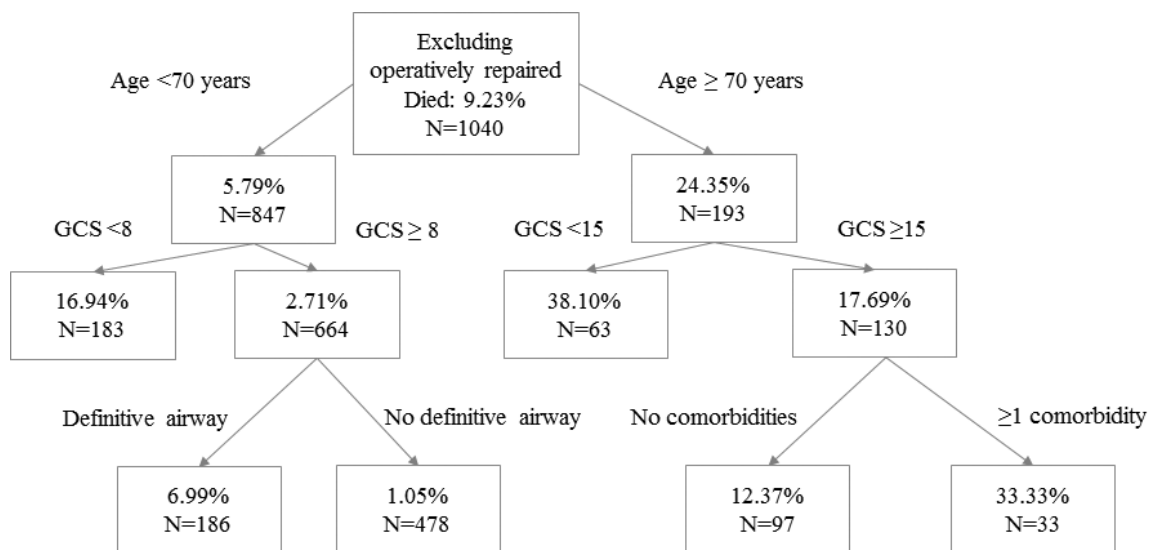 Excluding
operatively repaired
Died: 9.23%
N=1040
Age <70 years
Age ≥ 70 years
5.79%
N=847
24.35%
N=193
GCS <8
GCS ≥ 8
GCS <15
GCS ≥15
16.94%
N=183
2.71%
N=664
38.10%
N=63
17.69%
N=130
Definitive airway
No definitive airway
No comorbidities
≥1 comorbidity
6.99%
N=186
1.05%
N=478
12.37%
N=97
33.33%
N=33